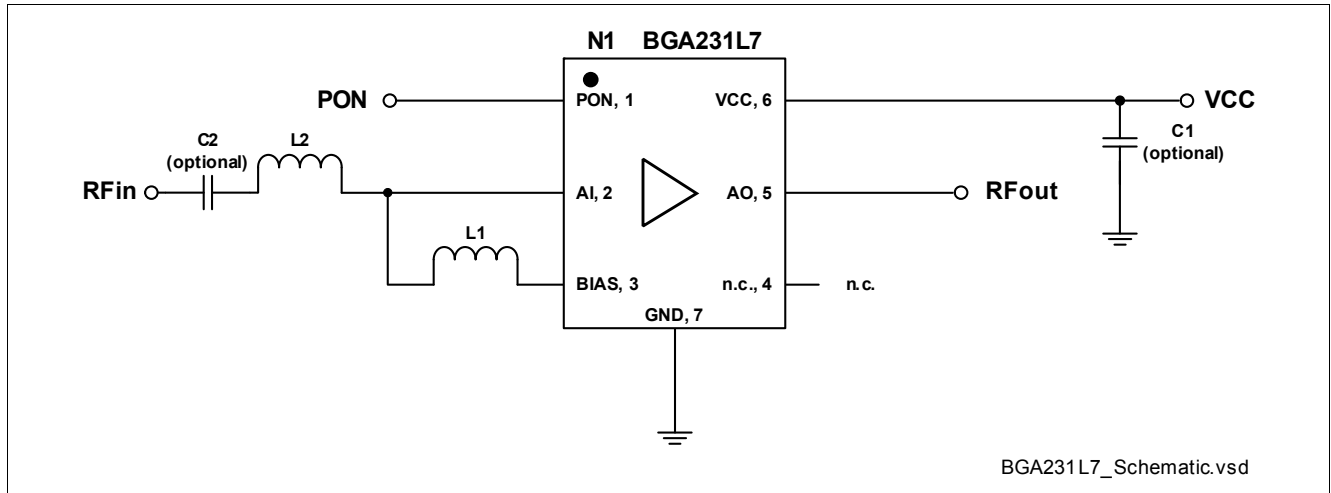 N1 BGA231L7
PON
PON, 1
VCC, 6
VCC
C2
(optional)
L2
C1
(optional)
RFin
AI, 2
AO, 5
RFout
L1
BIAS, 3
n.c., 4
n.c.
GND, 7
BGA231L7_Schematic.vsd